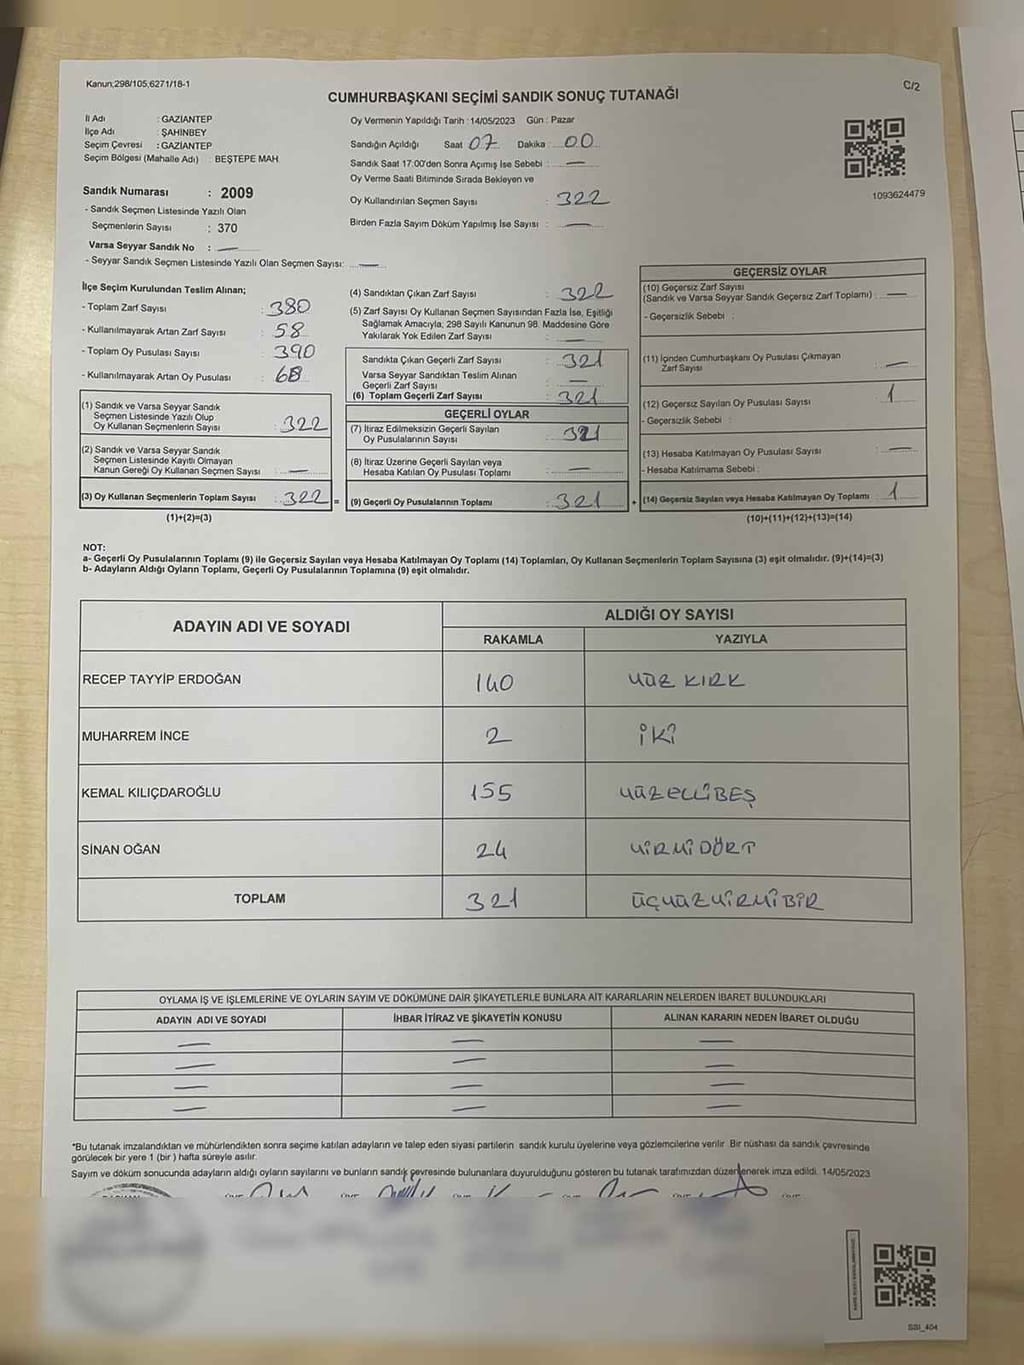 Kanun;298/105,6271/18-1
C/2
CUMHURBAŞKANI SEÇİMİ SANDIK SONUÇ TUTANAĞI
İl Adı : GAZİANTEP
İlçe Adı : ŞAHİNBEY
Seçim Çevresi : GAZİANTEP
Seçim Bölgesi (Mahalle Adı) : BEŞTEPE MAH.
Sandık Numarası : 2009
- Sandık Seçmen Listesinde Yazılı Olan
Seçmenlerin Sayısı : 370
Varsa Seyyar Sandık No : —
- Seyyar Sandık Seçmen Listesinde Yazılı Olan Seçmen Sayısı: —
Oy Vermenin Yapıldığı Tarih :14/05/2023 Gün : Pazar
Sandığın Açıldığı Saat 07 Dakika : 00
Sandık Saat 17:00'den Sonra Açımış İse Sebebi : —
Oy Verme Saati Bitiminde Sırada Bekleyen ve
Oy Kullandırılan Seçmen Sayısı : 322
Birden Fazla Sayım Döküm Yapılmış İse Sayısı : —
1093624479
İlçe Seçim Kurulundan Teslim Alınan;
- Toplam Zarf Sayısı : 380
- Kullanılmayarak Artan Zarf Sayısı : 58
- Toplam Oy Pusulası Sayısı : 390
- Kullanılmayarak Artan Oy Pusulası : 68
(1) Sandık ve Varsa Seyyar Sandık
Seçmen Listesinde Yazılı Olup
Oy Kullanan Seçmenlerin Sayısı : 322
(2) Sandık ve Varsa Seyyar Sandık
Seçmen Listesinde Kayıtlı Olmayan
Kanun Gereği Oy Kullanan Seçmen Sayısı : —
(3) Oy Kullanan Seçmenlerin Toplam Sayısı : 322 =
(1)+(2)=(3)
(4) Sandıktan Çıkan Zarf Sayısı : 322
(5) Zarf Sayısı Oy Kullanan Seçmen Sayısından Fazla İse, Eşitliği
Sağlamak Amacıyla; 298 Sayılı Kanunun 98. Maddesine Göre
Yakılarak Yok Edilen Zarf Sayısı : —
Sandıkta Çıkan Geçerli Zarf Sayısı : 321
Varsa Seyyar Sandıktan Teslim Alınan
Geçerli Zarf Sayısı : —
(6) Toplam Geçerli Zarf Sayısı : 321
GEÇERLİ OYLAR
(7) İtiraz Edilmeksizin Geçerli Sayılan
Oy Pusulalarının Sayısı : 321
(8) İtiraz Üzerine Geçerli Sayılan veya
Hesaba Katılan Oy Pusulası Toplamı : —
(9) Geçerli Oy Pusulalarının Toplamı : 321 +
GEÇERSİZ OYLAR
(10) Geçersiz Zarf Sayısı
(Sandık ve Varsa Seyyar Sandık Geçersiz Zarf Toplamı) : —
- Geçersizlik Sebebi :
(11) İçinden Cumhurbaşkanı Oy Pusulası Çıkmayan
Zarf Sayısı : —
(12) Geçersiz Sayılan Oy Pusulası Sayısı : 1
- Geçersizlik Sebebi :
(13) Hesaba Katılmayan Oy Pusulası Sayısı : —
- Hesaba Katılmama Sebebi :
(14) Geçersiz Sayılan veya Hesaba Katılmayan Oy Toplamı : 1
(10)+(11)+(12)+(13)=(14)
NOT:
a- Geçerli Oy Pusulalarının Toplamı (9) ile Geçersiz Sayılan veya Hesaba Katılmayan Oy Toplamı (14) Toplamları, Oy Kullanan Seçmenlerin Toplam Sayısına (3) eşit olmalıdır. (9)+(14)=(3)
b- Adayların Aldığı Oyların Toplamı, Geçerli Oy Pusulalarının Toplamına (9) eşit olmalıdır.
ADAYIN ADI VE SOYADI ALDIĞI OY SAYISI
RAKAMLA YAZIYLA
RECEP TAYYİP ERDOĞAN 140 YÜZ KIRK
MUHARREM İNCE 2 İKİ
KEMAL KILIÇDAROĞLU 155 YÜZELLİBEŞ
SİNAN OĞAN 24 YİRMİDÖRT
TOPLAM 321 ÜÇYÜZYİRMİBİR
OYLAMA İŞ VE İŞLEMLERİNE VE OYLARIN SAYIM VE DÖKÜMÜNE DAİR ŞİKAYETLERLE BUNLARA AİT KARARLARIN NELERDEN İBARET BULUNDUKLARI
ADAYIN ADI VE SOYADI İHBAR İTİRAZ VE ŞİKAYETİN KONUSU ALINAN KARARIN NEDEN İBARET OLDUĞU
— — —
— — —
— — —
— — —
*Bu tutanak imzalandıktan ve mühürlendikten sonra seçime katılan adayların ve talep eden siyasi partilerin sandık kurulu üyelerine veya gözlemcilerine verilir. Bir nüshası da sandık çevresinde
görülecek bir yere 1 (bir ) hafta süreyle asılır.
Sayım ve döküm sonucunda adayların aldığı oyların sayılarını ve bunların sandık çevresinde bulunanlara duyurulduğunu gösteren bu tutanak tarafımızdan düzenlenerek imza edildi. 14/05/2023
SSI_404